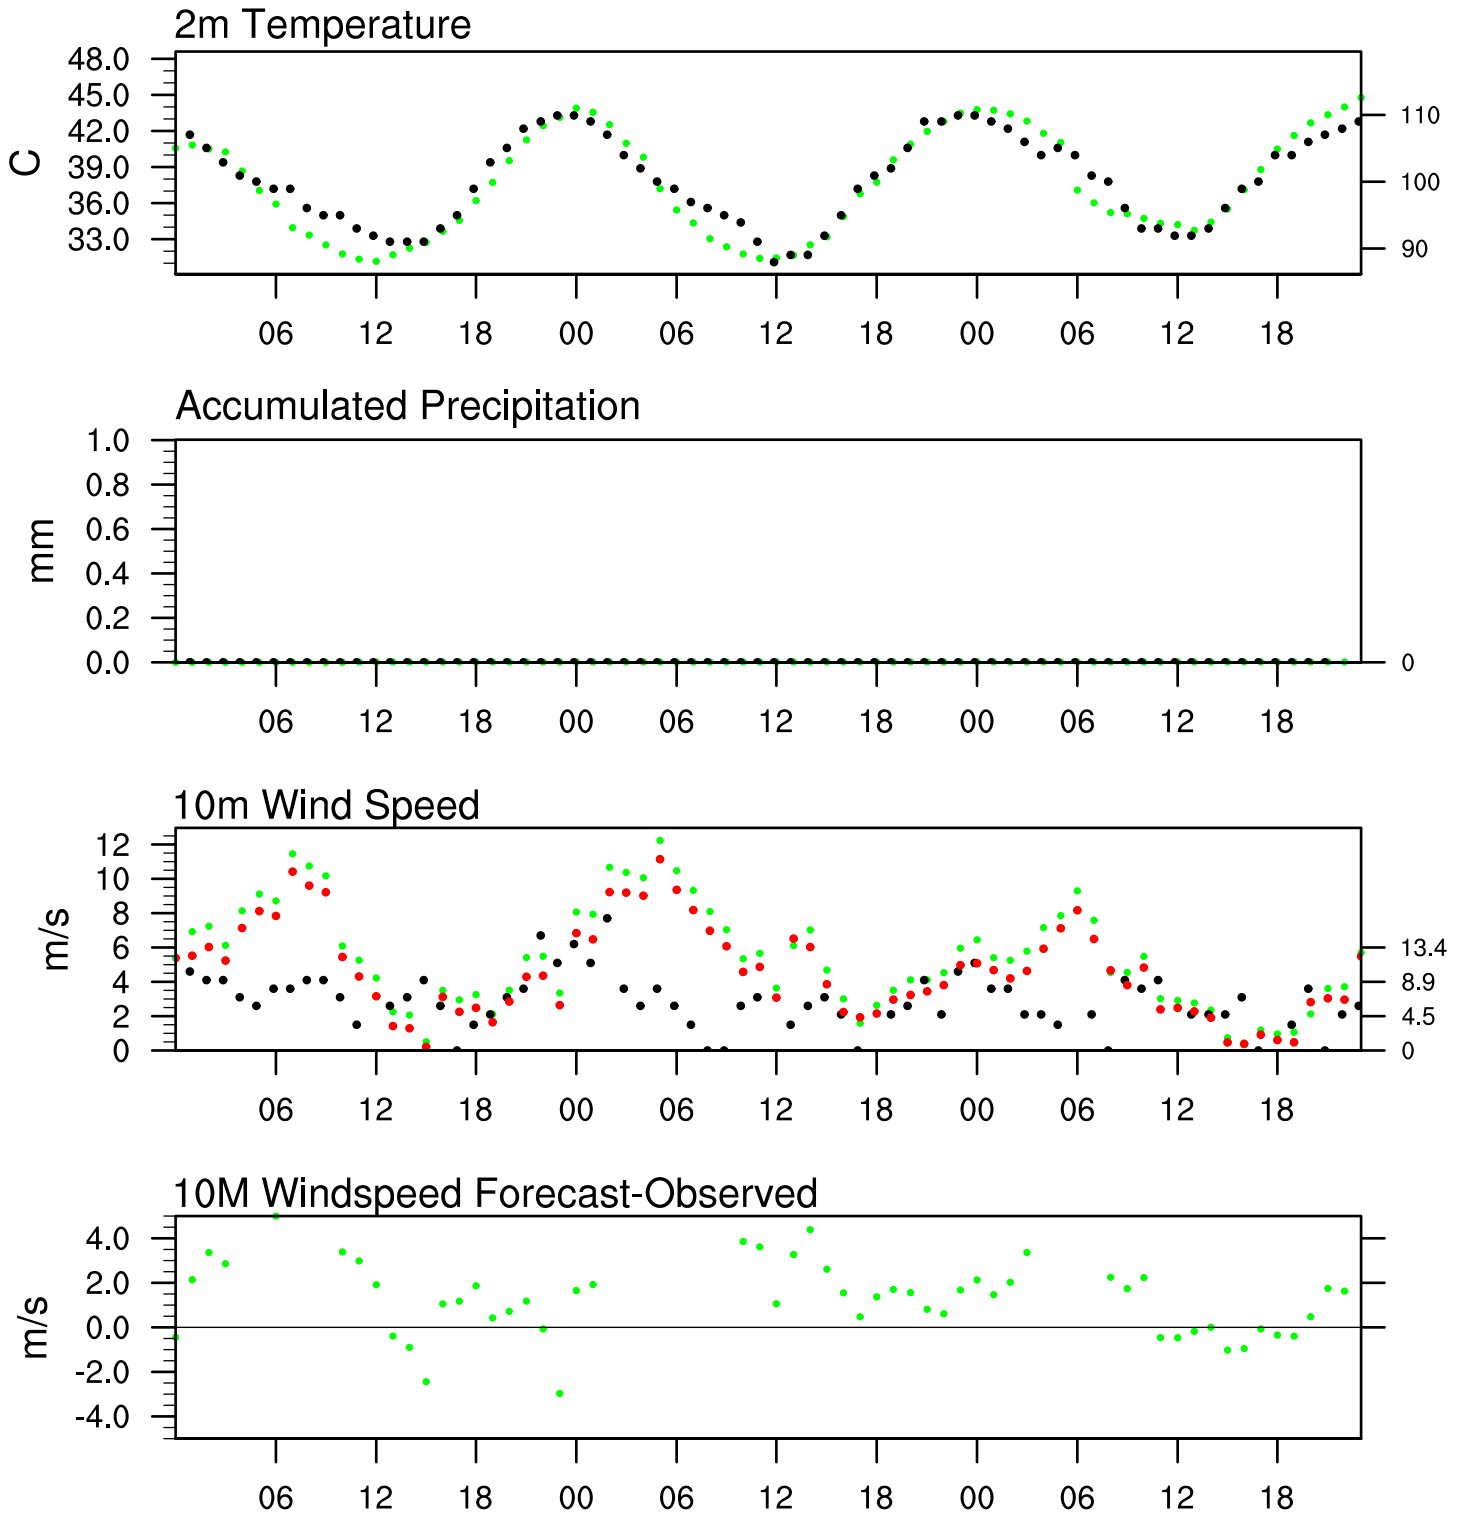 2m Temperature
48.0
45.0
42.0
39.0
36.0
33.0
C
110
100
90
06 12 18 00 06 12 18 00 06 12 18
Accumulated Precipitation
1.0
0.8
0.6
0.4
0.2
0.0
mm
0
06 12 18 00 06 12 18 00 06 12 18
10m Wind Speed
12
10
8
6
4
2
0
m/s
13.4
8.9
4.5
0
06 12 18 00 06 12 18 00 06 12 18
10M Windspeed Forecast-Observed
4.0
2.0
0.0
-2.0
-4.0
m/s
06 12 18 00 06 12 18 00 06 12 18